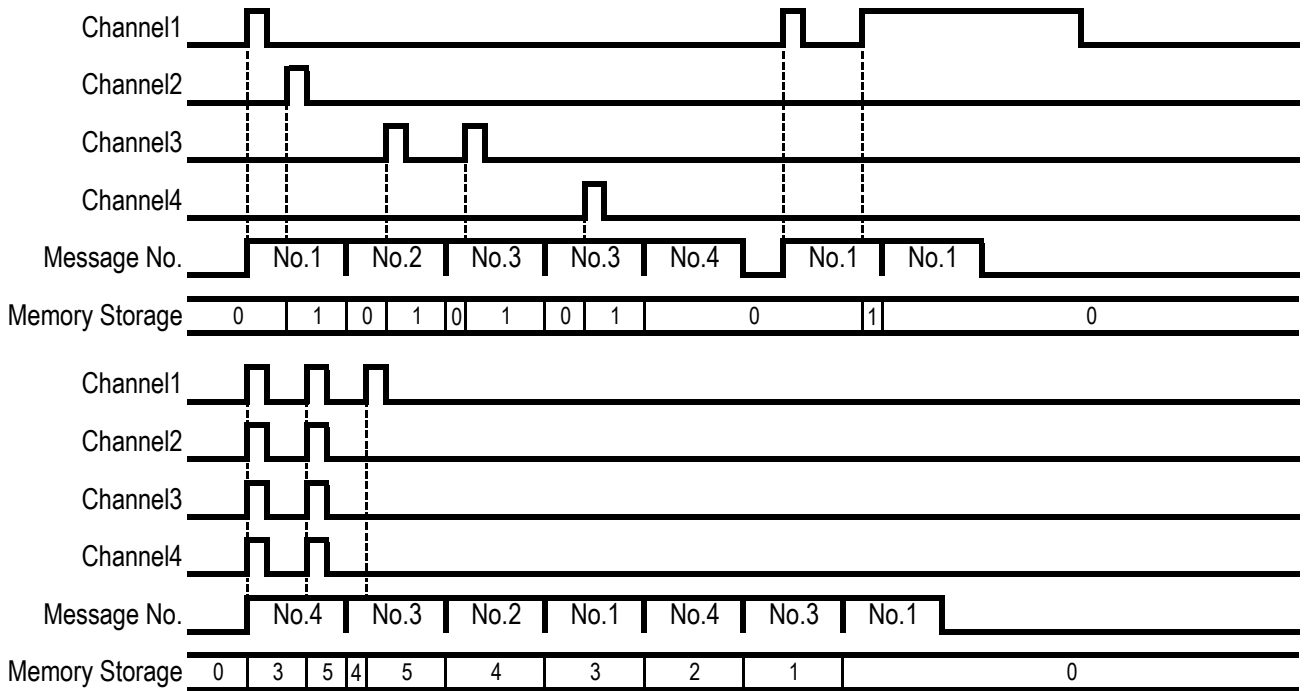 Channel1
Channel2
Channel3
Channel4
Message No. No.1 No.2 No.3 No.3 No.4 No.1 No.1
Memory Storage 0 1 0 1 0 1 0 1 0 1 0
Channel1
Channel2
Channel3
Channel4
Message No. No.4 No.3 No.2 No.1 No.4 No.3 No.1
Memory Storage 0 3 5 4 5 4 3 2 1 0